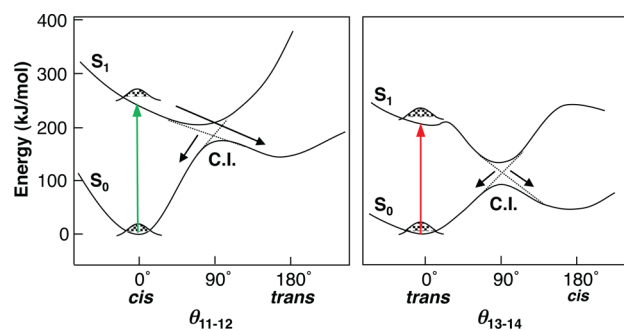 400
300
200
100
0
Energy (kJ/mol)
S1
S0
C.I.
0° 90° 180°
cis trans
θ11-12
S1
S0
C.I.
0° 90° 180°
trans cis
θ13-14